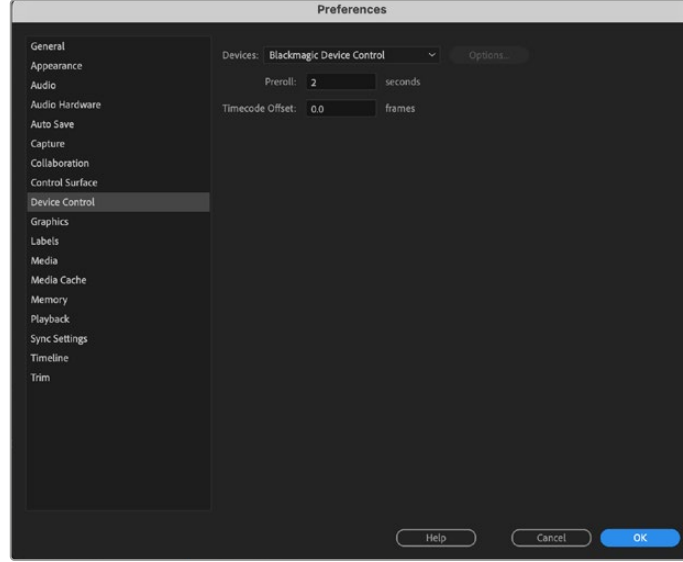 Preferences
General
Appearance
Audio
Audio Hardware
Auto Save
Capture
Collaboration
Control Surface
Device Control
Graphics
Labels
Media
Media Cache
Memory
Playback
Sync Settings
Timeline
Trim
Devices: Blackmagic Device Control Options...
Preroll: 2 seconds
Timecode Offset: 0.0 frames
Help Cancel OK